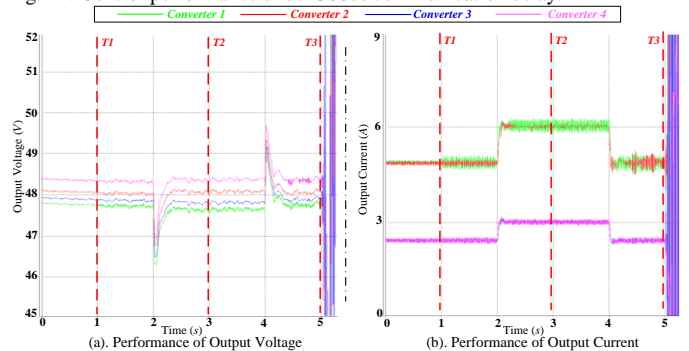 Converter 1 Converter 2 Converter 3 Converter 4
T1 T2 T3
52
51
50
49
48
47
46
45
Output Voltage (V)
0 1 2 3 4 5
Time (s)
(a). Performance of Output Voltage
T1 T2 T3
9
6
3
0
Output Current (A)
0 1 2 3 4 5
Time (s)
(b). Performance of Output Current